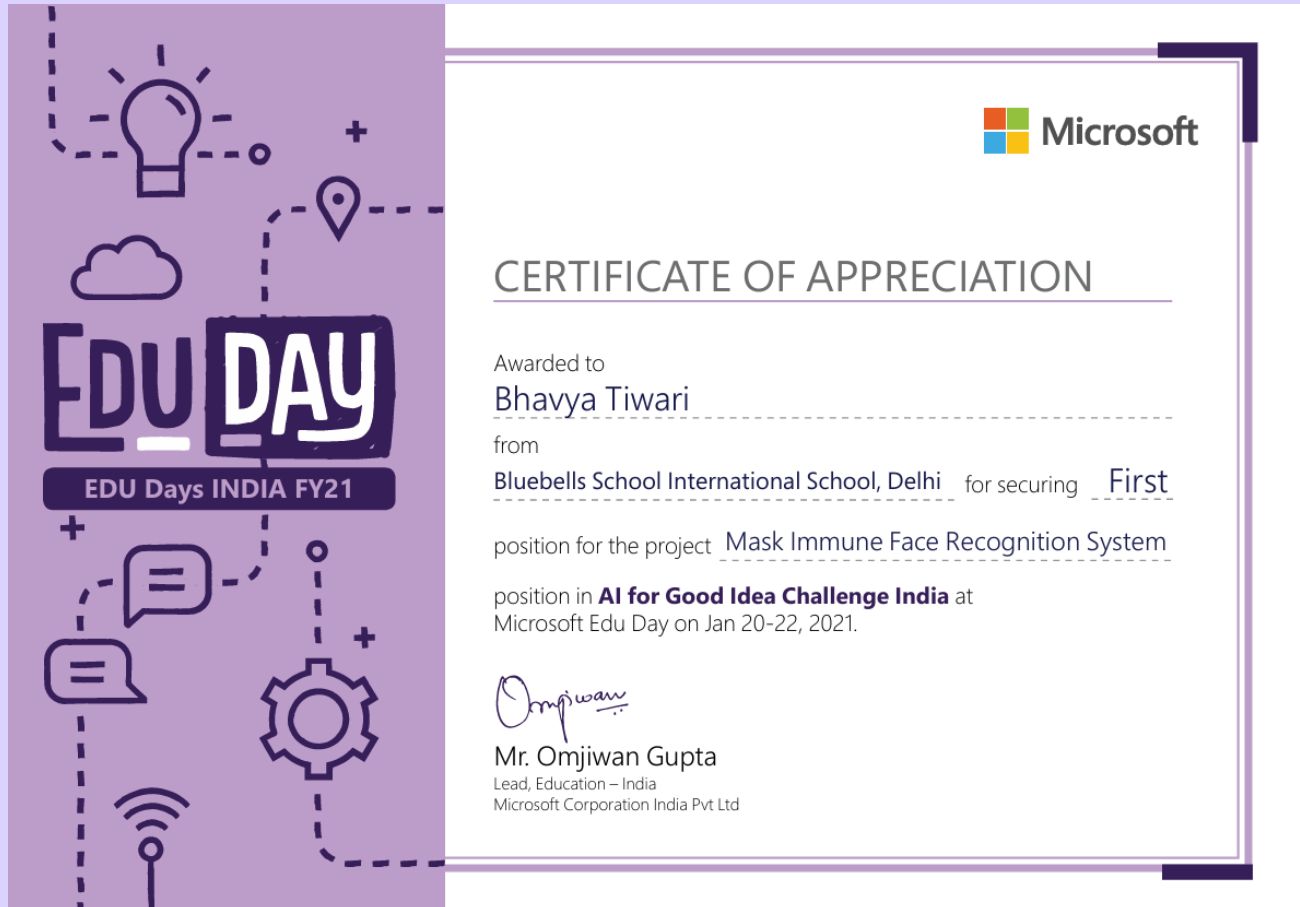 Microsoft
CERTIFICATE OF APPRECIATION
EDU DAY
EDU Days INDIA FY21
Awarded to
Bhavya Tiwari
from
Bluebells School International School, Delhi for securing First
position for the project Mask Immune Face Recognition System
position in AI for Good Idea Challenge India at
Microsoft Edu Day on Jan 20-22, 2021.
Omjiwan
Mr. Omjiwan Gupta
Lead, Education – India
Microsoft Corporation India Pvt Ltd